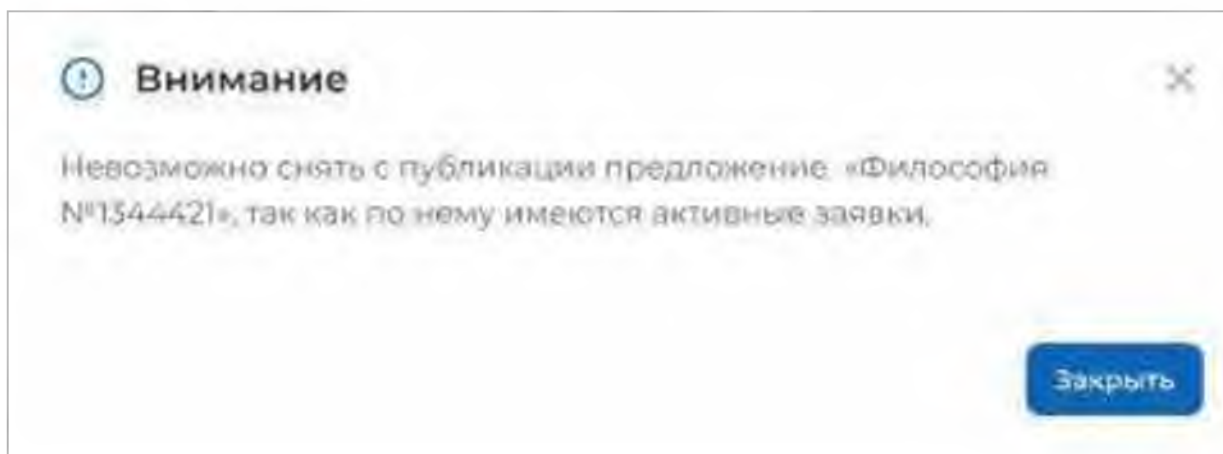 Внимание
Невозможно снять с публикации предложение «Философия
№1344421», так как по нему имеются активные заявки.
Закрыть